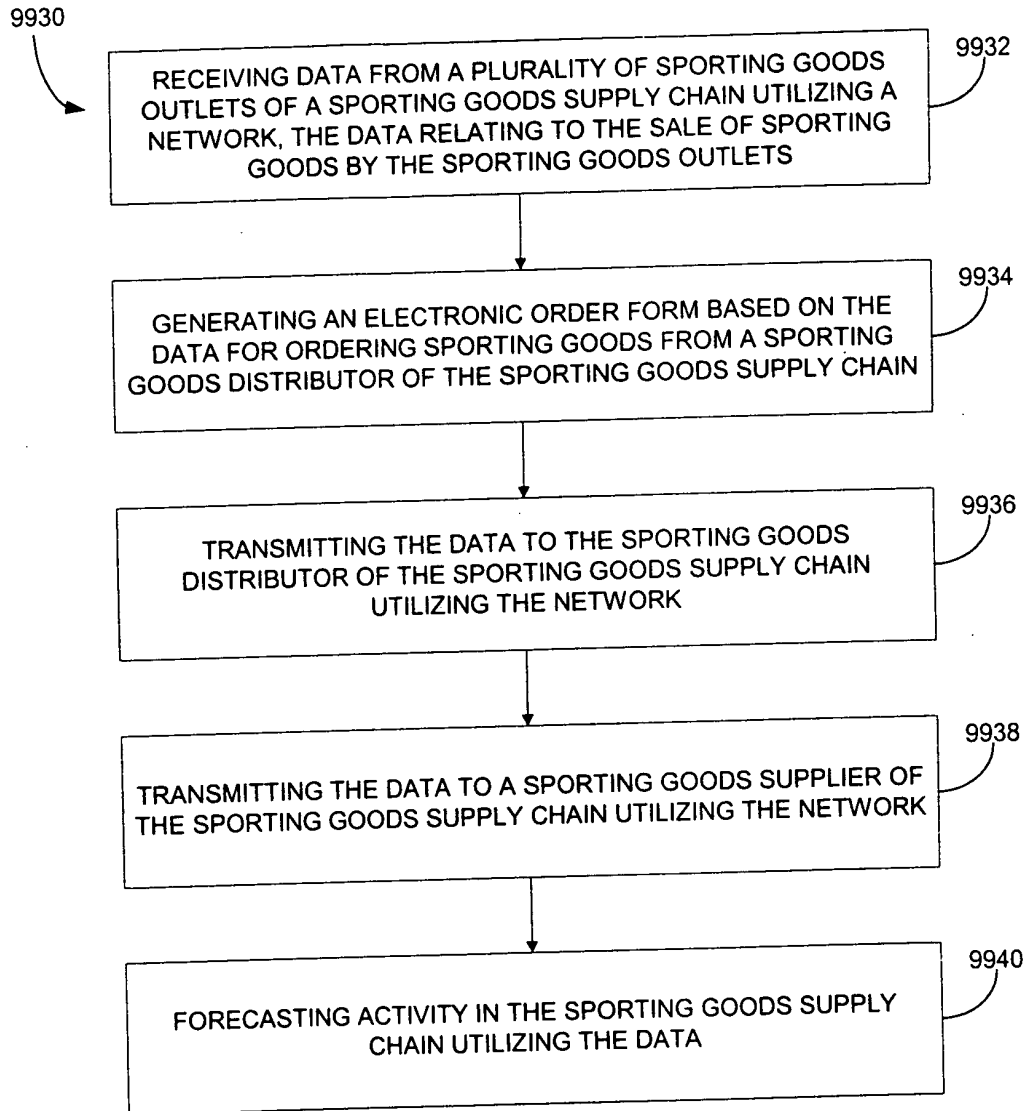 9930
9932
RECEIVING DATA FROM A PLURALITY OF SPORTING GOODS
OUTLETS OF A SPORTING GOODS SUPPLY CHAIN UTILIZING A
NETWORK, THE DATA RELATING TO THE SALE OF SPORTING
GOODS BY THE SPORTING GOODS OUTLETS
9934
GENERATING AN ELECTRONIC ORDER FORM BASED ON THE
DATA FOR ORDERING SPORTING GOODS FROM A SPORTING
GOODS DISTRIBUTOR OF THE SPORTING GOODS SUPPLY CHAIN
9936
TRANSMITTING THE DATA TO THE SPORTING GOODS
DISTRIBUTOR OF THE SPORTING GOODS SUPPLY CHAIN
UTILIZING THE NETWORK
9938
TRANSMITTING THE DATA TO A SPORTING GOODS SUPPLIER OF
THE SPORTING GOODS SUPPLY CHAIN UTILIZING THE NETWORK
9940
FORECASTING ACTIVITY IN THE SPORTING GOODS SUPPLY
CHAIN UTILIZING THE DATA